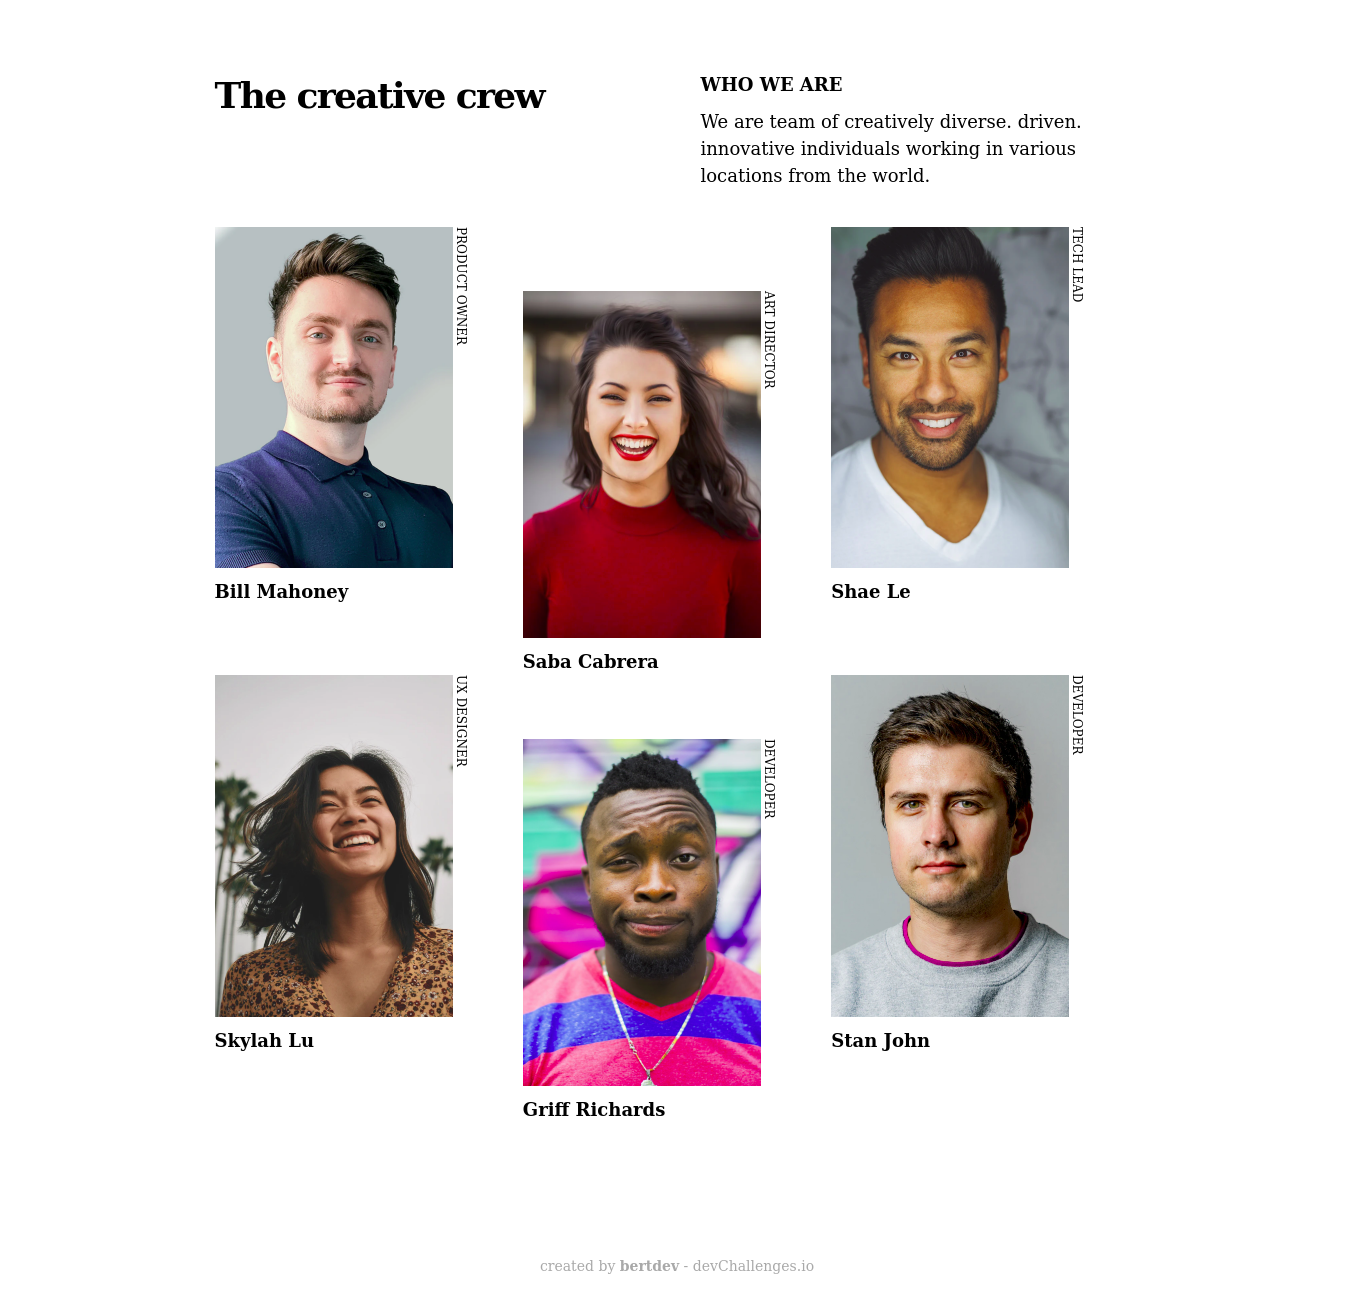 The creative crew
WHO WE ARE
We are team of creatively diverse. driven.
innovative individuals working in various
locations from the world.
PRODUCT OWNER
Bill Mahoney
ART DIRECTOR
Saba Cabrera
TECH LEAD
Shae Le
UX DESIGNER
Skylah Lu
DEVELOPER
Griff Richards
DEVELOPER
Stan John
created by bertdev - devChallenges.io